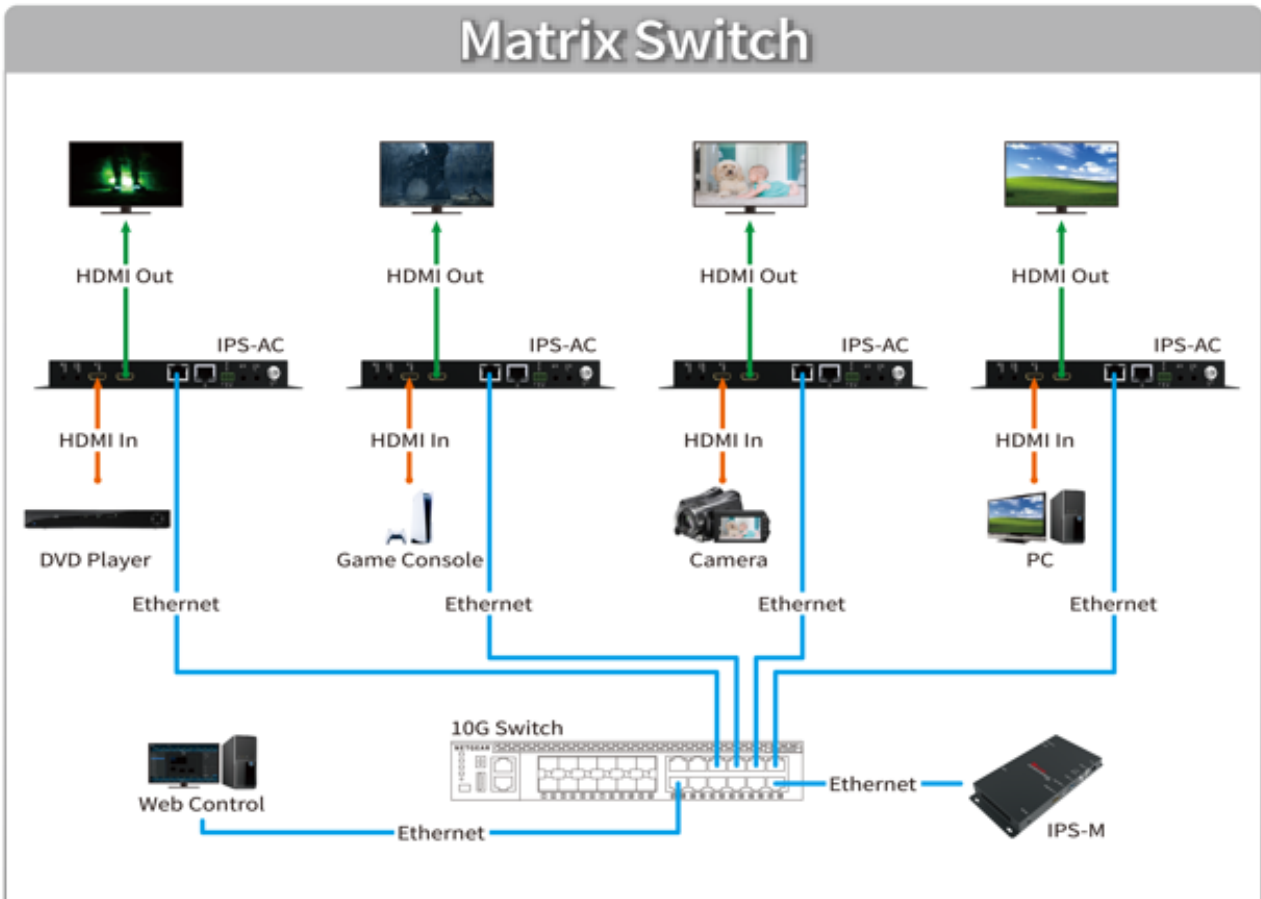 Matrix Switch
HDMI Out HDMI Out HDMI Out HDMI Out
IPS-AC IPS-AC IPS-AC IPS-AC
HDMI In HDMI In HDMI In HDMI In
DVD Player Game Console Camera PC
Ethernet Ethernet Ethernet Ethernet
10G Switch
NETGEAR
Ethernet
Web Control
Ethernet
IPS-M